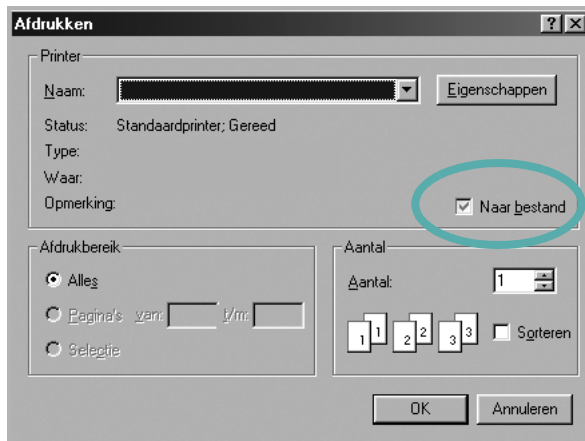 Afdrukken
Printer
Naam:
Eigenschappen
Status: Standaardprinter; Gereed
Type:
Waar:
Opmerking:
Naar bestand
Afdrukbereik
Alles
Pagina's van: t/m:
Selectie
Aantal
Aantal: 1
1 1 2 2 3 3
Sorteren
OK
Annuleren